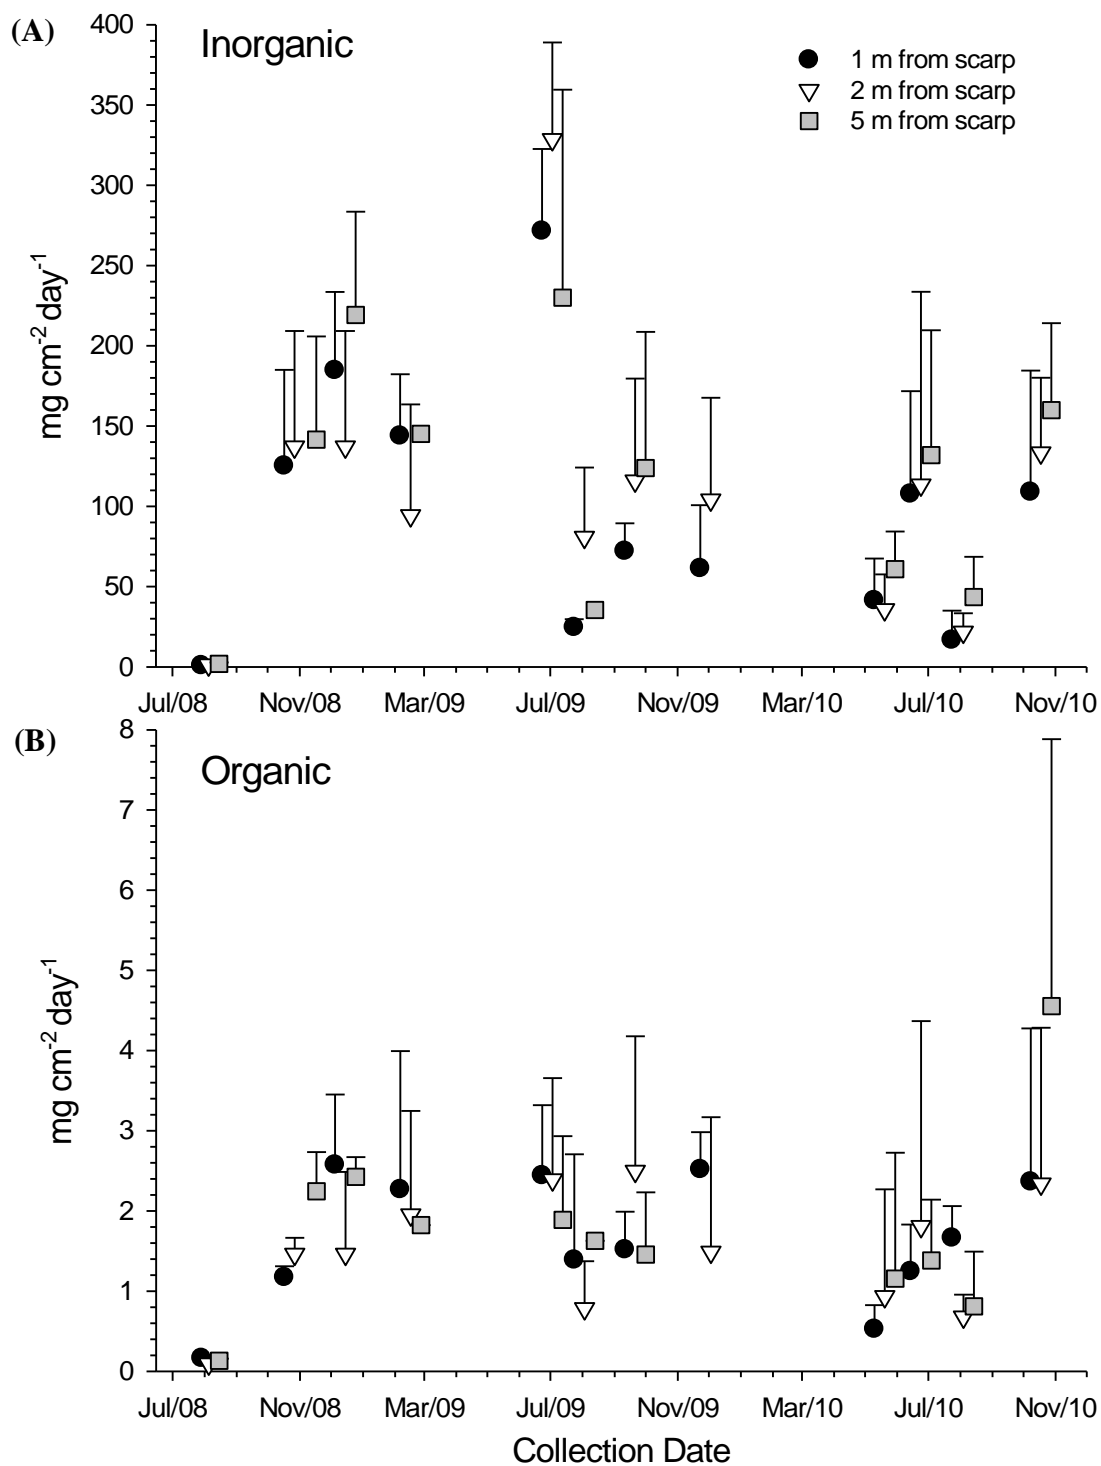 (A)
Inorganic
1 m from scarp
2 m from scarp
5 m from scarp
400
350
300
250
200
150
100
50
0
mg cm-2 day-1
Jul/08 Nov/08 Mar/09 Jul/09 Nov/09 Mar/10 Jul/10 Nov/10
(B)
Organic
8
7
6
5
4
3
2
1
0
mg cm-2 day-1
Jul/08 Nov/08 Mar/09 Jul/09 Nov/09 Mar/10 Jul/10 Nov/10
Collection Date